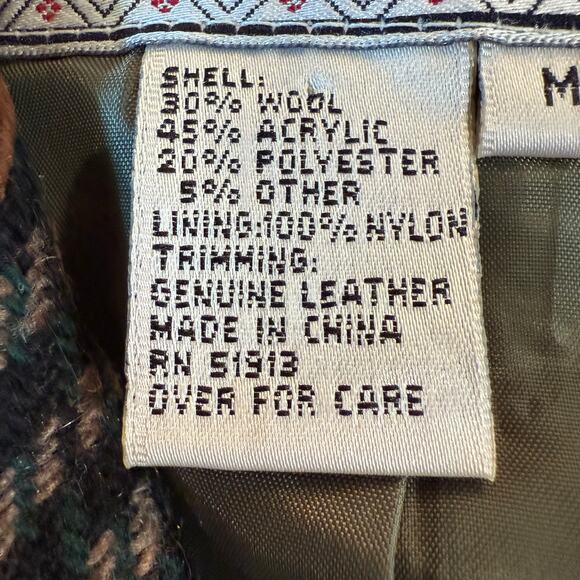 SHELL:
30% WOOL
45% ACRYLIC
20% POLYESTER
5% OTHER
LINING:100% NYLON
TRIMMING:
GENUINE LEATHER
MADE IN CHINA
RN 51913
OVER FOR CARE
M